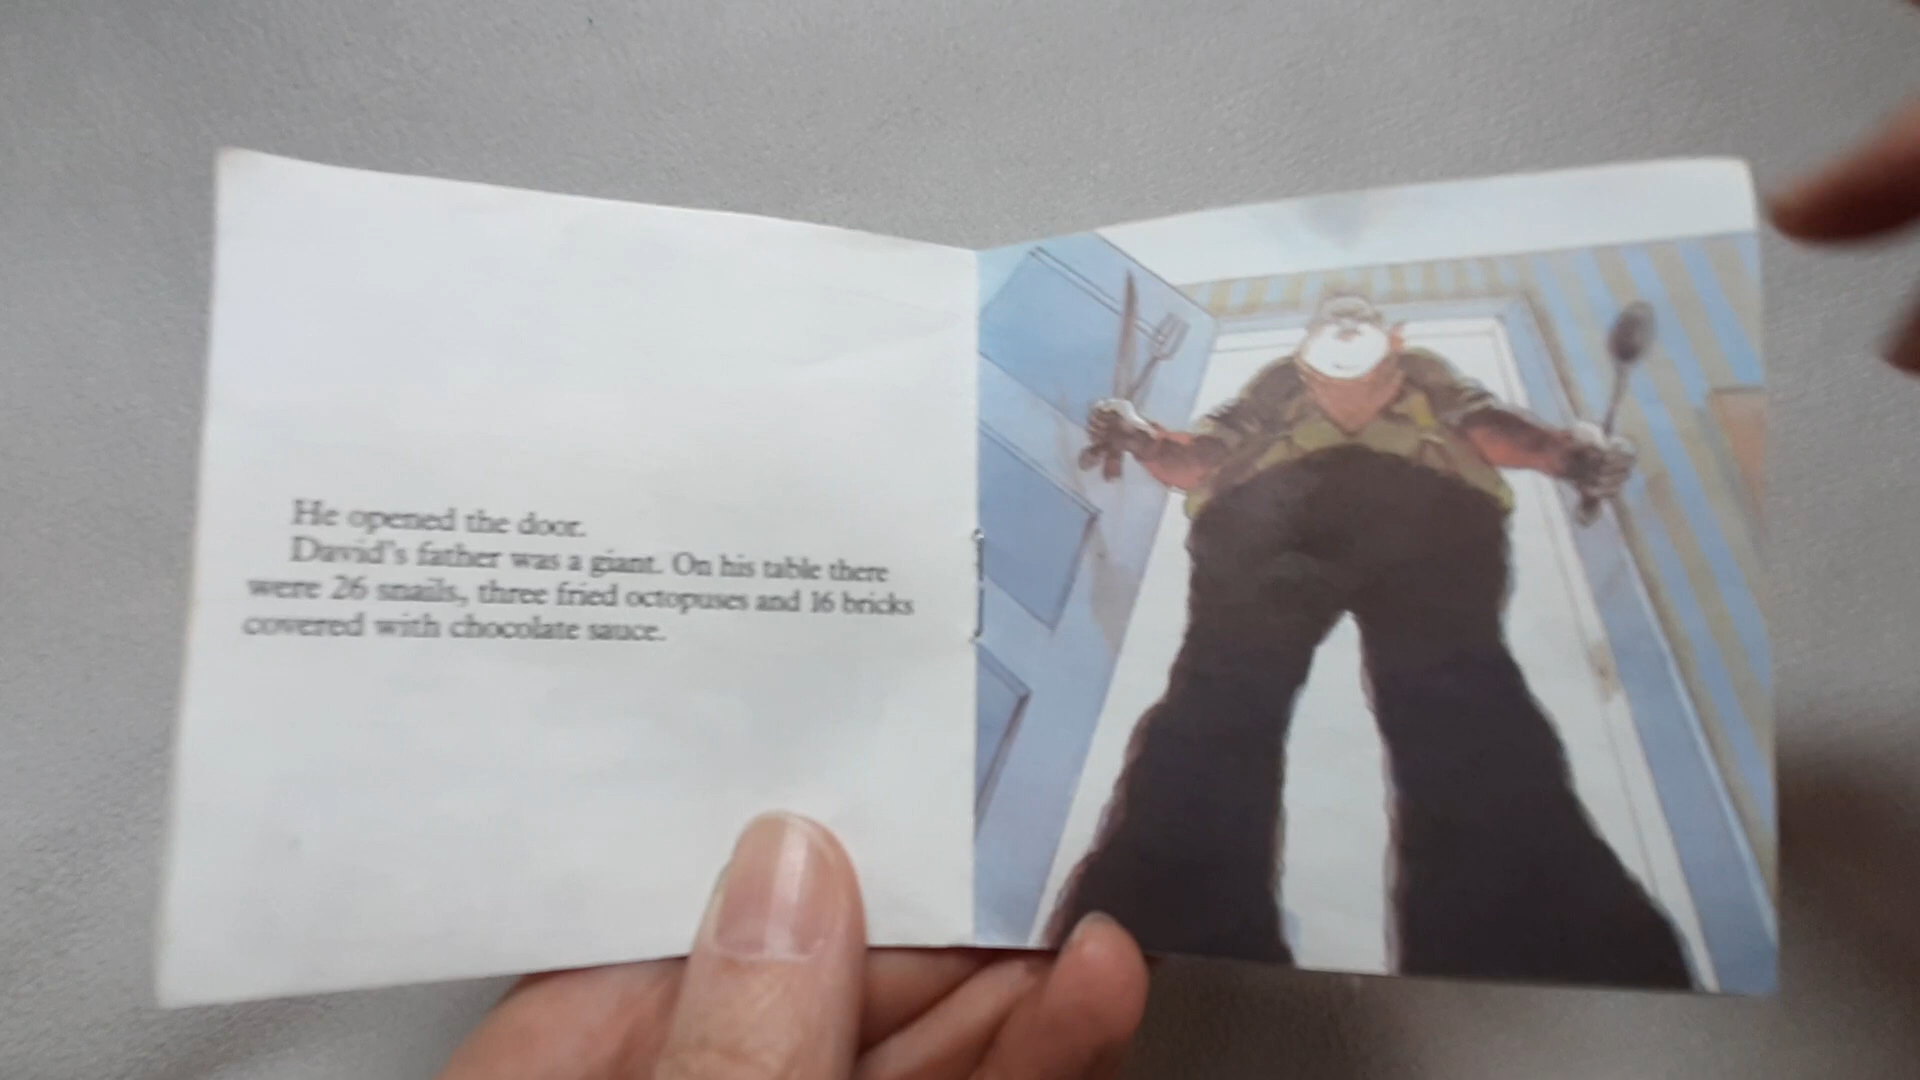 He opened the door.
David's father was a giant. On his table there
were 26 snails, three fried octopuses and 16 bricks
covered with chocolate sauce.